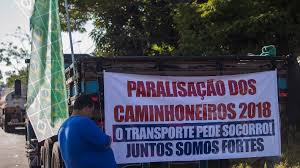 PARALISAÇÃO DOS
CAMINHONEIROS 2018
O TRANSPORTE PEDE SOCORRO!
JUNTOS SOMOS FORTES